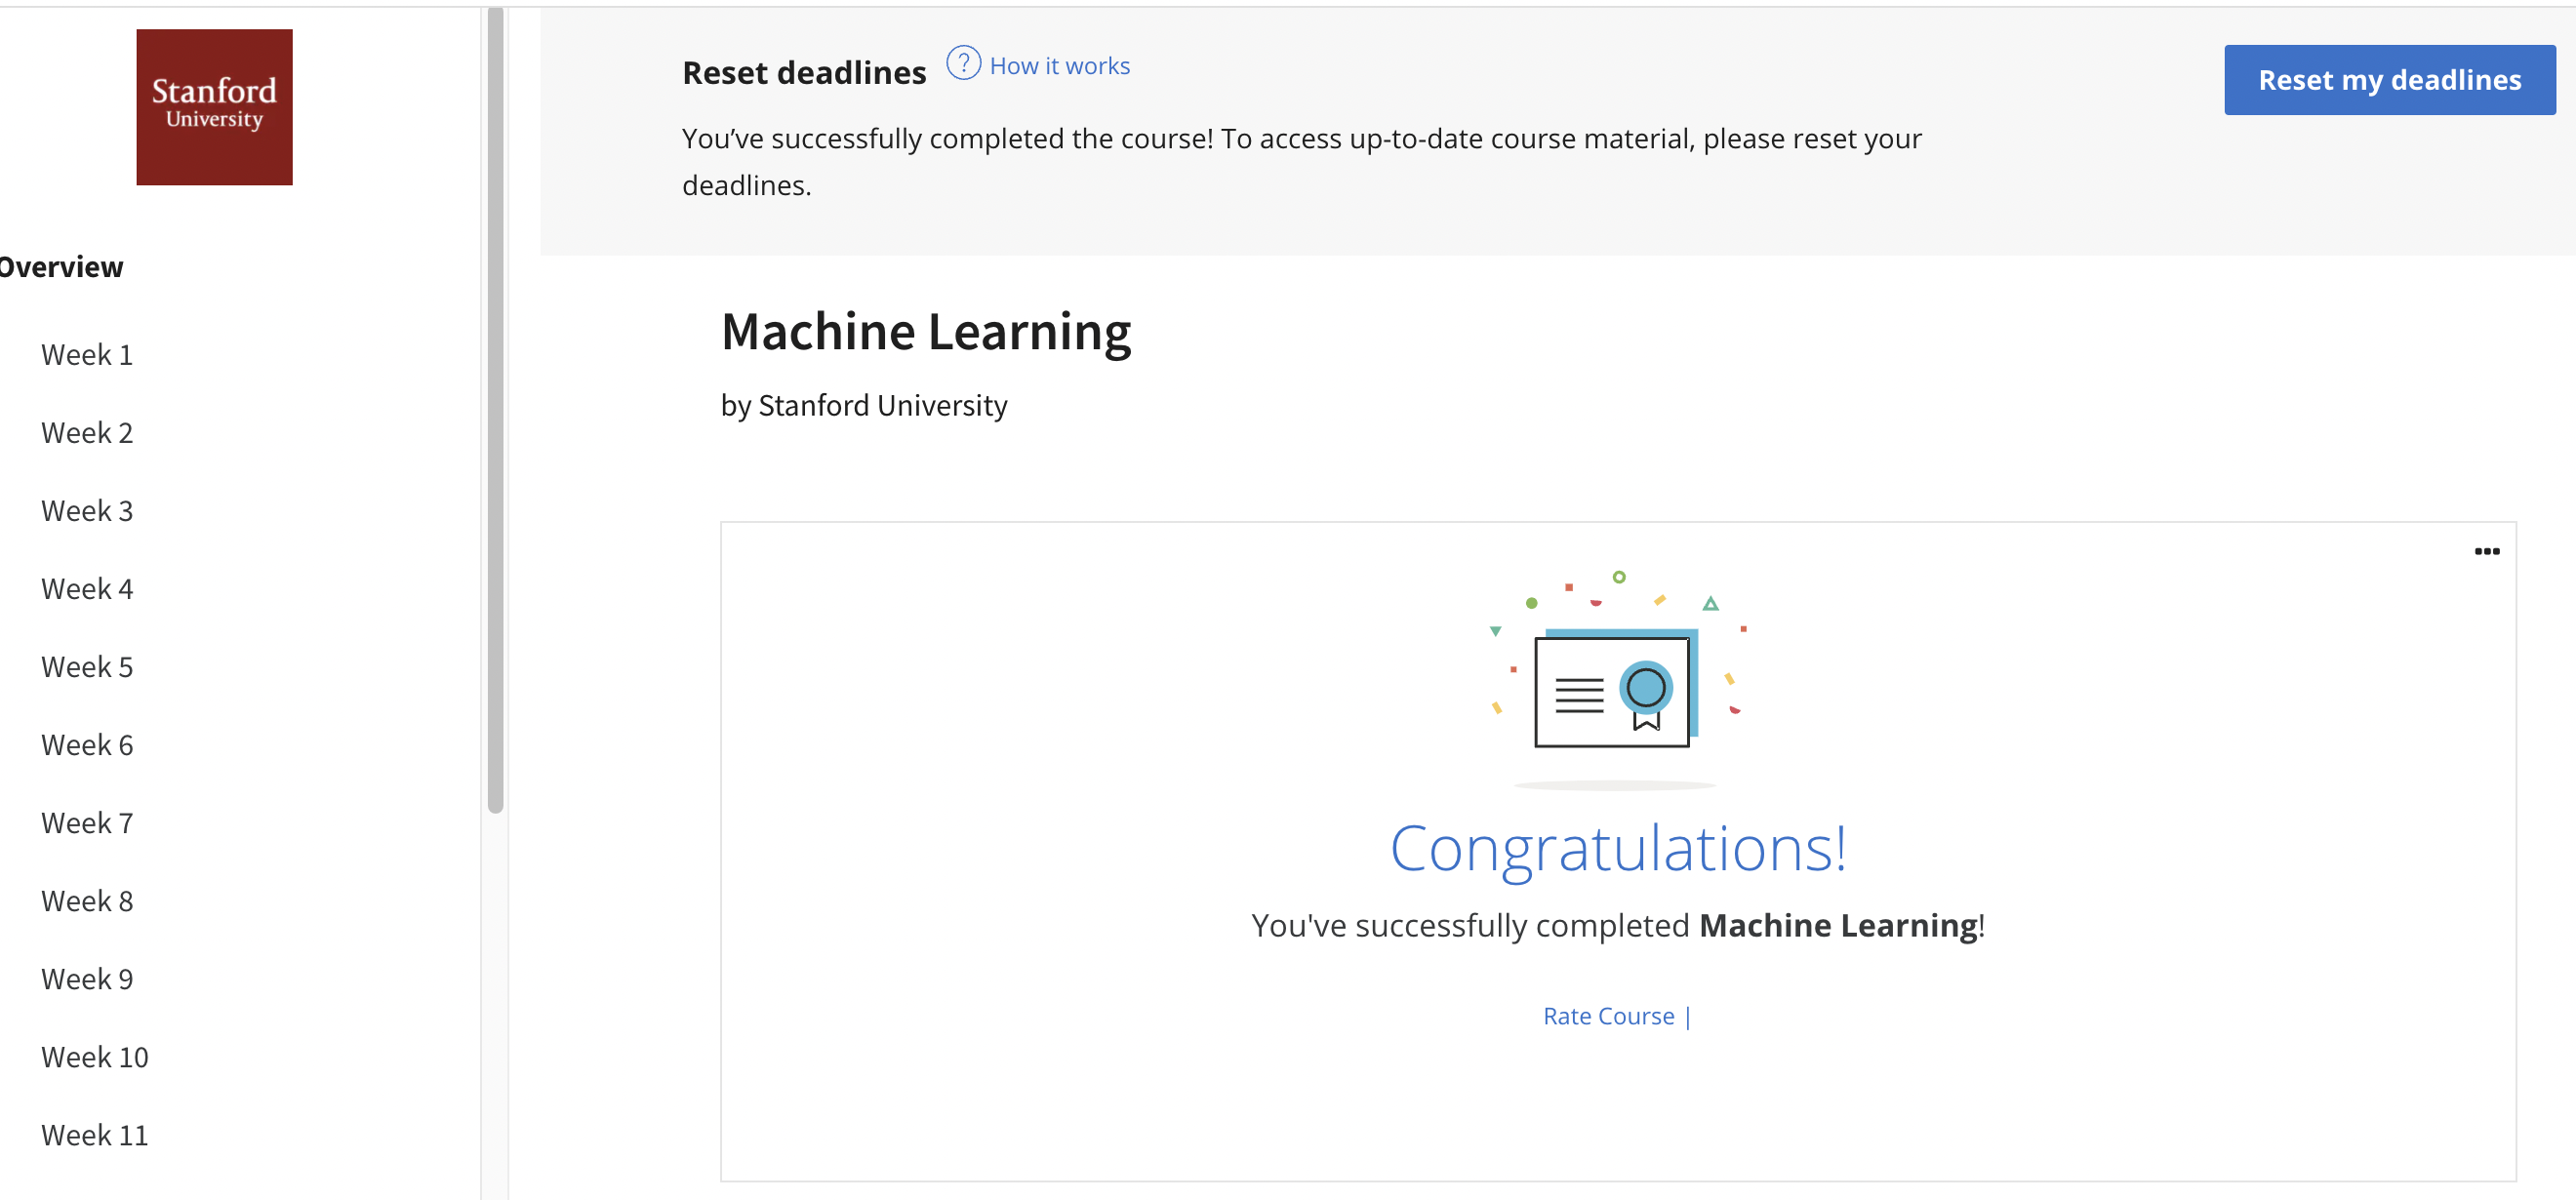 Stanford
University
Overview
Week 1
Week 2
Week 3
Week 4
Week 5
Week 6
Week 7
Week 8
Week 9
Week 10
Week 11
Reset deadlines ? How it works
Reset my deadlines
You’ve successfully completed the course! To access up-to-date course material, please reset your
deadlines.
Machine Learning
by Stanford University
Congratulations!
You've successfully completed Machine Learning!
Rate Course |